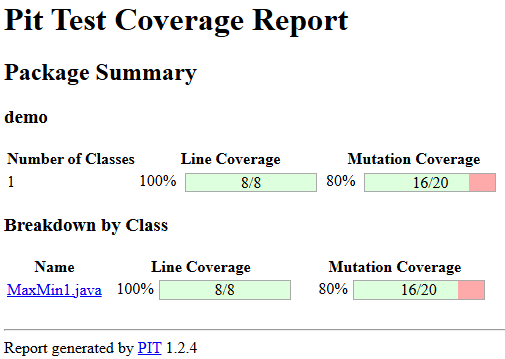 Pit Test Coverage Report
Package Summary
demo
Number of Classes Line Coverage Mutation Coverage
1 100% 8/8 80% 16/20
Breakdown by Class
Name Line Coverage Mutation Coverage
MaxMin1.java 100% 8/8 80% 16/20
Report generated by PIT 1.2.4